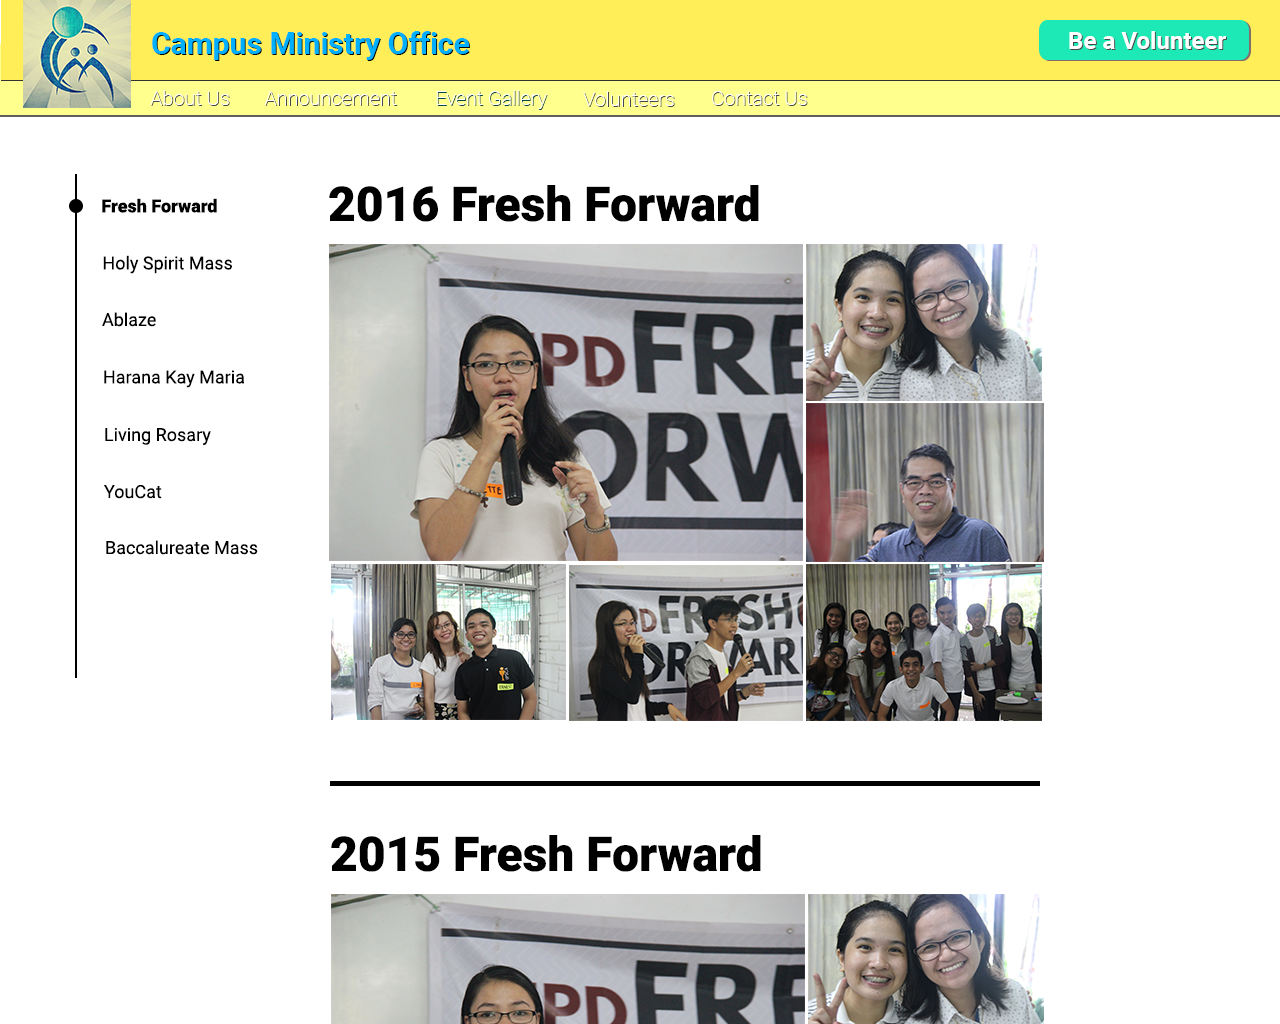 Campus Ministry Office
Be a Volunteer
About Us
Announcement
Event Gallery
Volunteers
Contact Us
Fresh Forward
Holy Spirit Mass
Ablaze
Harana Kay Maria
Living Rosary
YouCat
Baccalureate Mass
2016 Fresh Forward
PD FRE
ORW
TTE
D FRESH
ORWAR
2015 Fresh Forward
PD FRE